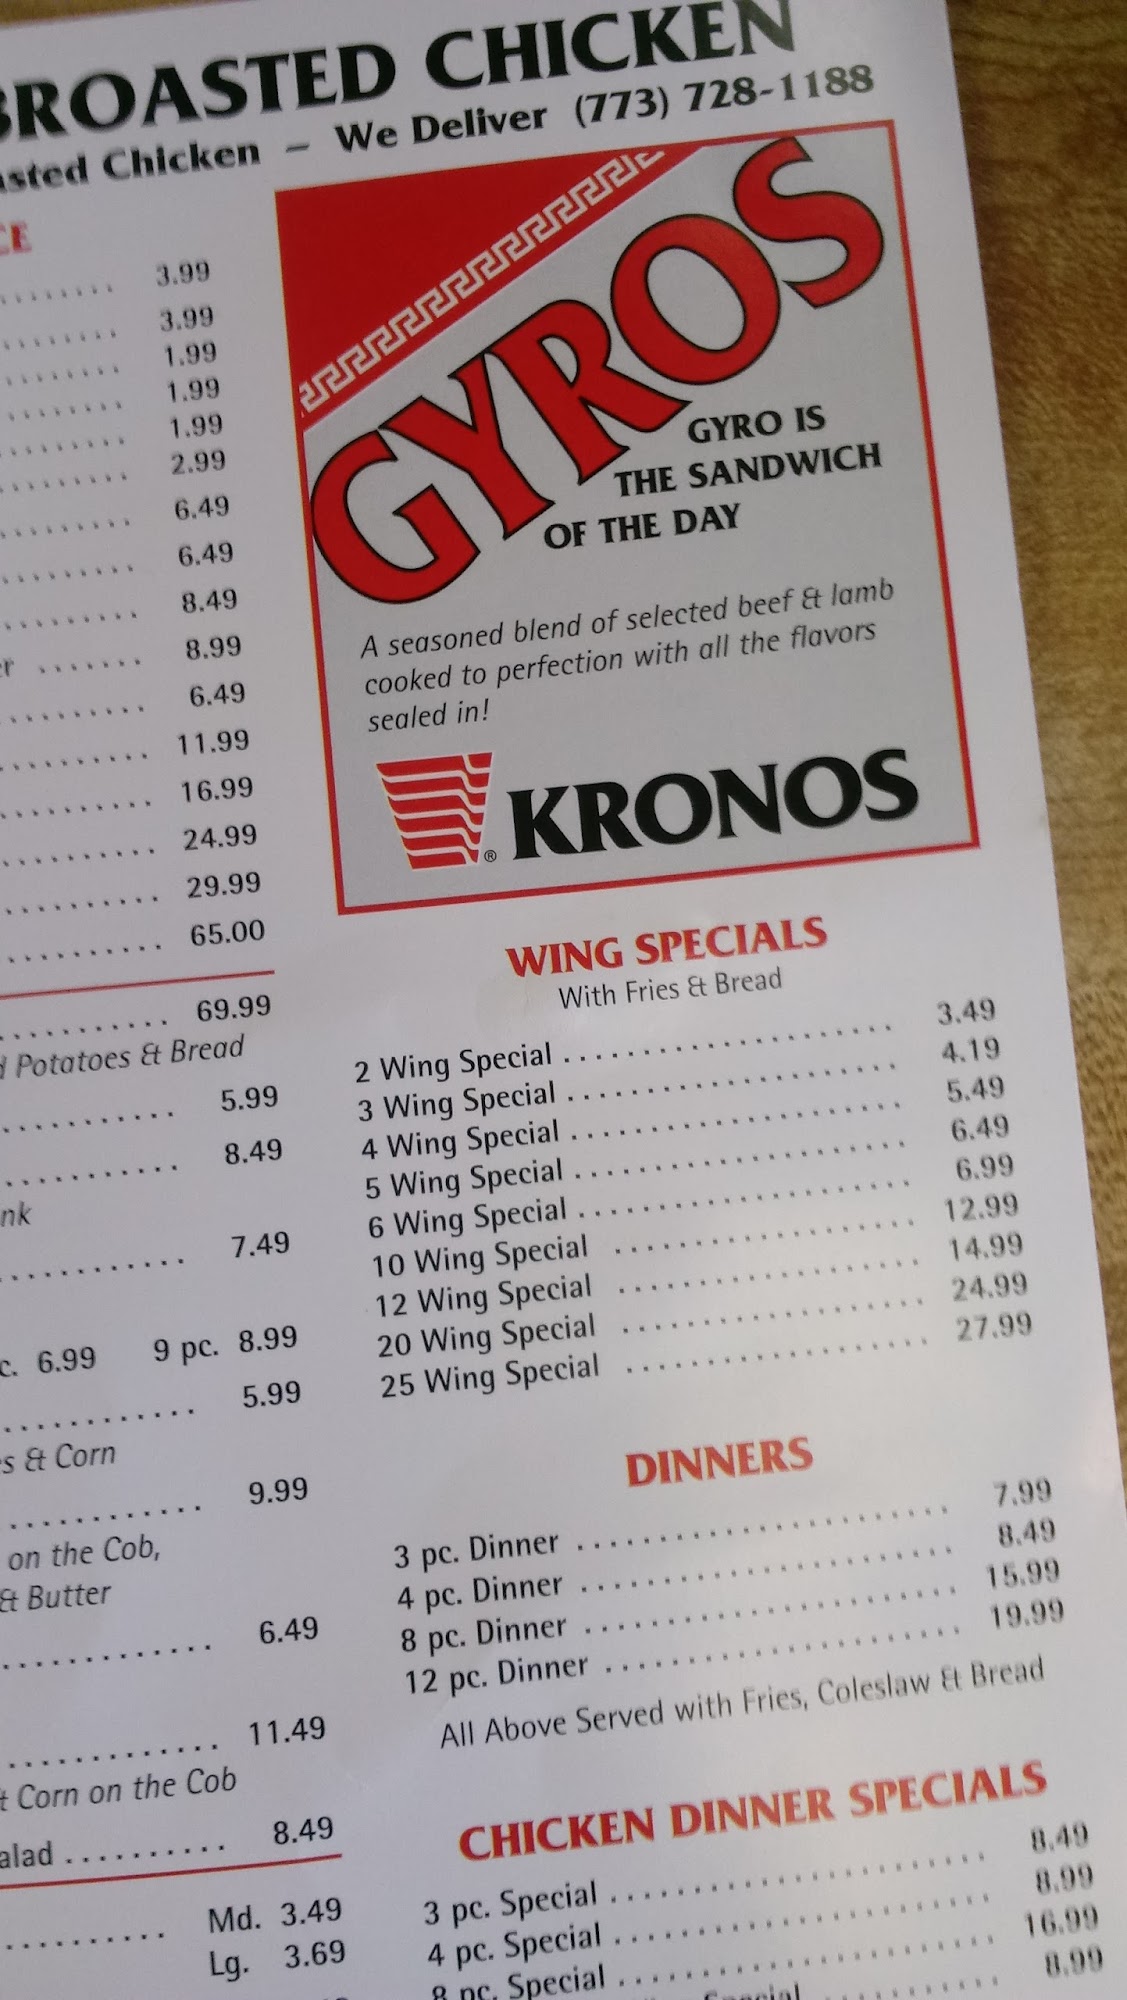 BROASTED CHICKEN
Chicken – We Deliver (773) 728-1188
3.99
3.99
1.99
1.99
1.99
2.99
6.49
6.49
8.49
8.99
6.49
11.99
16.99
24.99
29.99
65.00
69.99
Potatoes & Bread
5.99
8.49
7.49
6.99 9 pc. 8.99
5.99
& Corn
9.99
on the Cob,
& Butter
6.49
11.49
Corn on the Cob
8.49
Md. 3.49
Lg. 3.69
GYROS
GYRO IS
THE SANDWICH
OF THE DAY
A seasoned blend of selected beef & lamb
cooked to perfection with all the flavors
sealed in!
® KRONOS
WING SPECIALS
With Fries & Bread
2 Wing Special 3.49
3 Wing Special 4.19
4 Wing Special 5.49
5 Wing Special 6.49
6 Wing Special 6.99
10 Wing Special 12.99
12 Wing Special 14.99
20 Wing Special 24.99
25 Wing Special 27.99
DINNERS
3 pc. Dinner 7.99
4 pc. Dinner 8.49
8 pc. Dinner 15.99
12 pc. Dinner 19.99
All Above Served with Fries, Coleslaw & Bread
CHICKEN DINNER SPECIALS
3 pc. Special 8.49
4 pc. Special 8.99
8 pc. Special 16.99
Special 8.99